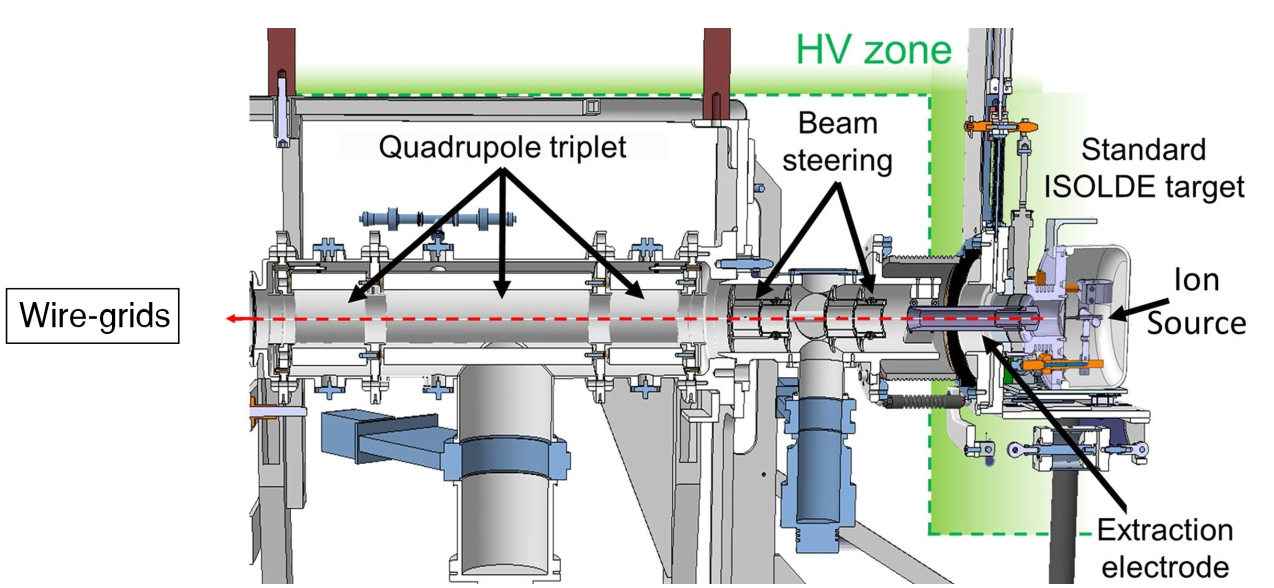 HV zone
Quadrupole triplet
Beam
steering
Standard
ISOLDE target
Wire-grids
Ion
Source
Extraction
electrode